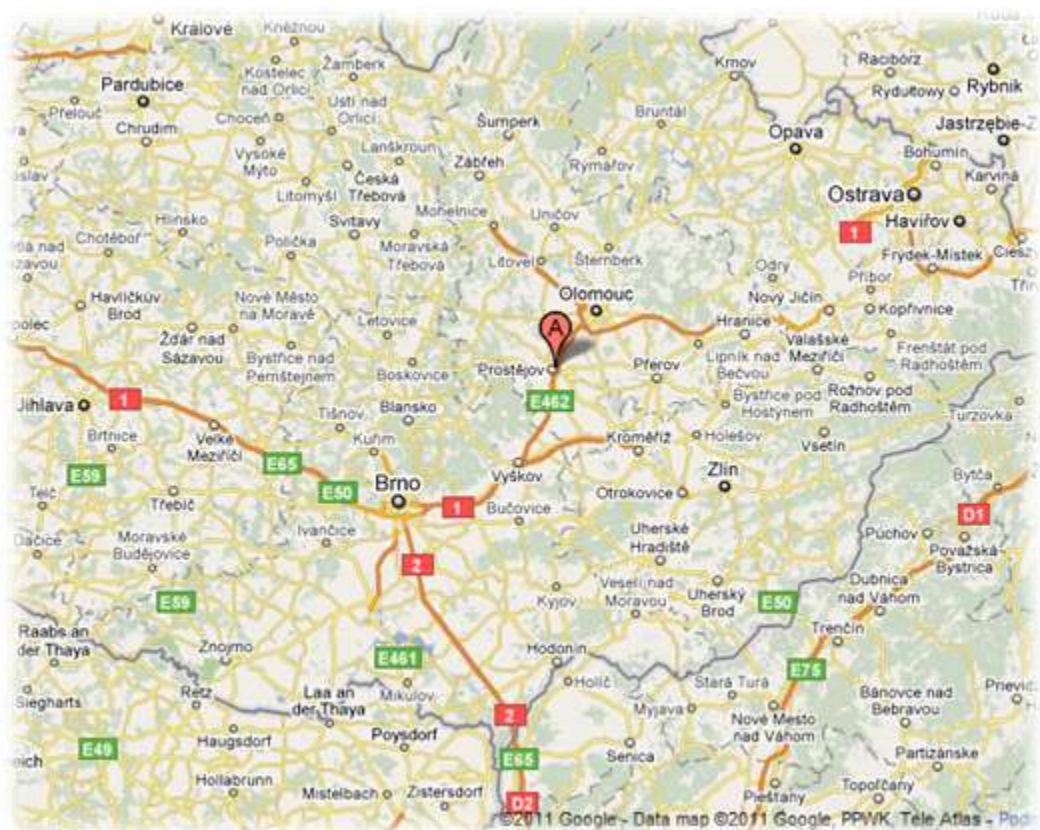 Králové
Kněžnou
Kostelec
nad Orlicí
Žamberk
Krnov
Racibórz
Rydułtowy
Rybnik
Pardubice
Přelouč
Chrudim
Choceň
Ústí nad
Orlicí
Šumperk
Bruntál
Opava
Jastrzębie-Z
Vysoké
Mýto
Lanškroun
Zábřeh
Rýmařov
Bohumín
Karviná
Litomyšl
Česká
Třebová
Ostrava
Hlinsko
Svitavy
Mohelnice
Uničov
1
Havířov
Chotěboř
Polička
Moravská
Třebová
Litovel
Šternberk
Odry
Frýdek-Místek
Příbor
Havlíčkův
Brod
Nové Město
na Moravě
Letovice
Olomouc
Nový Jičín
Kopřivnice
A
Hranice
Žďár nad
Sázavou
Bystřice nad
Pernštejnem
Boskovice
Prostějov
Přerov
Lipník nad
Bečvou
Valašské
Meziříčí
Frenštát pod
Radhoštěm
Jihlava
1
Tišnov
Blansko
E462
Bystřice pod
Hostýnem
Rožnov pod
Radhoštěm
Turzovka
Brtnice
Velké
Meziříčí
Kuřim
Kroměříž
Holešov
Vsetín
E59
E65
Vyškov
Zlín
Bytča
Telč
Třebíč
E50
Brno
1
Otrokovice
D1
Ivančice
Bučovice
Dačice
Moravské
Budějovice
Uherské
Hradiště
Púchov
Považská
Bystrica
2
E59
Kyjov
Veselí nad
Moravou
Uherský
Brod
E50
Dubnica
nad Váhom
Raabs an
der Thaya
Znojmo
Trenčín
E461
Hodonín
E75
Retz
Laa an
der Thaya
Mikulov
Holíč
Stará Turá
Bánovce nad
Bebravou
Prievid
Siegharts
2
Myjava
Nové Mesto
nad Váhom
E49
Haugsdorf
Poysdorf
E65
Senica
Partizánske
Hollabrunn
Mistelbach
Zistersdorf
D2
Piešťany
Topoľčany
©2011 Google - Data map ©2011 Google, PPWK, Tele Atlas - Pod